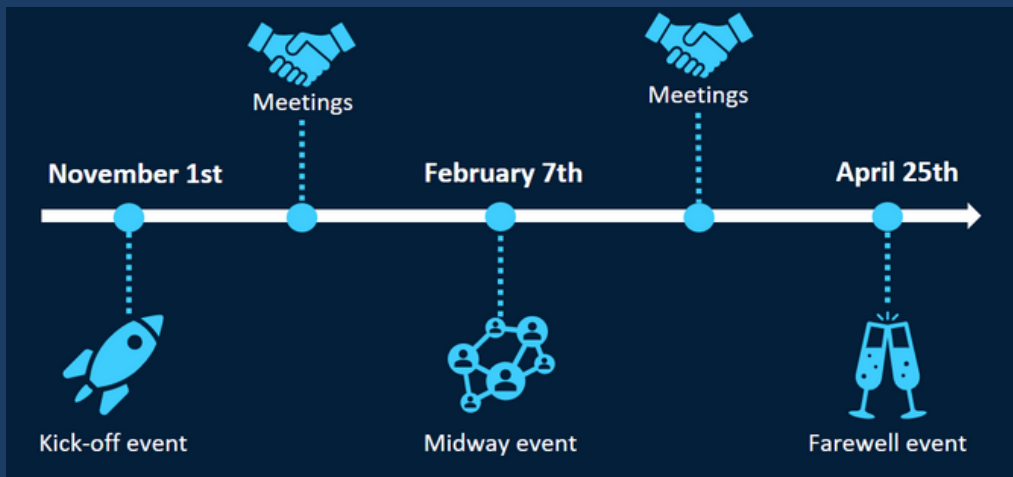 Meetings
Meetings
November 1st
February 7th
April 25th
Kick-off event
Midway event
Farewell event